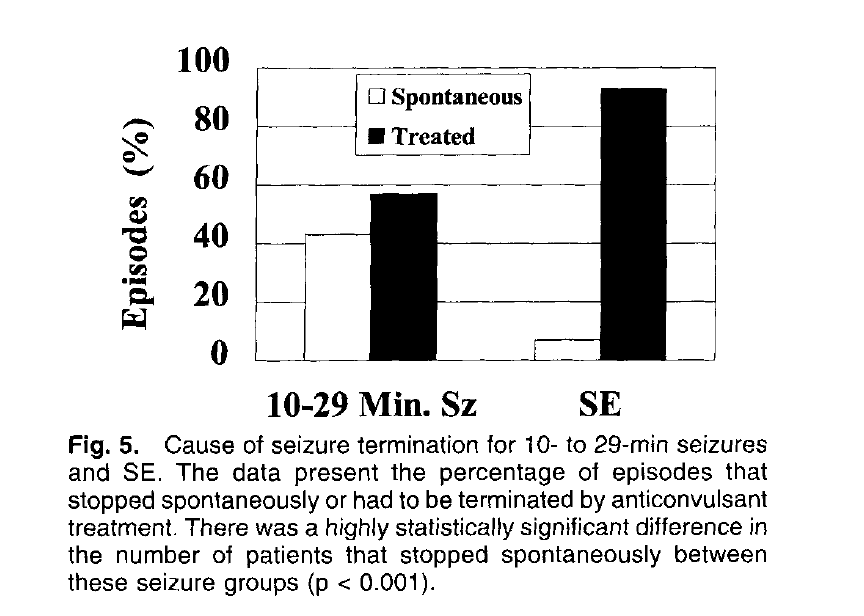 100
80
60
40
20
0
Episodes (%)
Spontaneous
Treated
10-29 Min. Sz
SE
Fig. 5. Cause of seizure termination for 10- to 29-min seizures
and SE. The data present the percentage of episodes that
stopped spontaneously or had to be terminated by anticonvulsant
treatment. There was a highly statistically significant difference in
the number of patients that stopped spontaneously between
these seizure groups (p < 0.001).